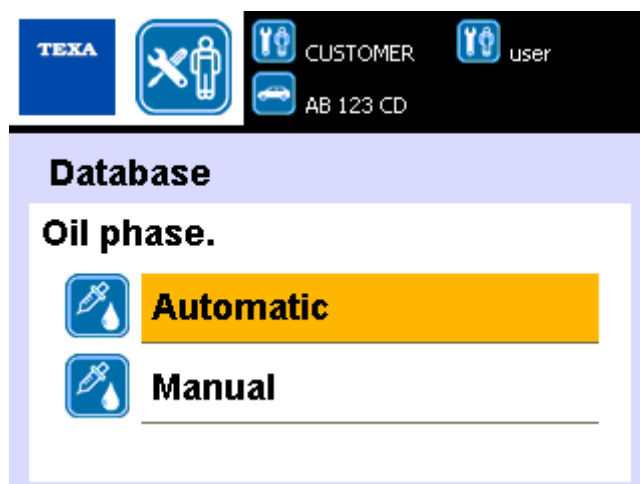 TEXA
CUSTOMER
user
AB 123 CD
Database
Oil phase.
Automatic
Manual